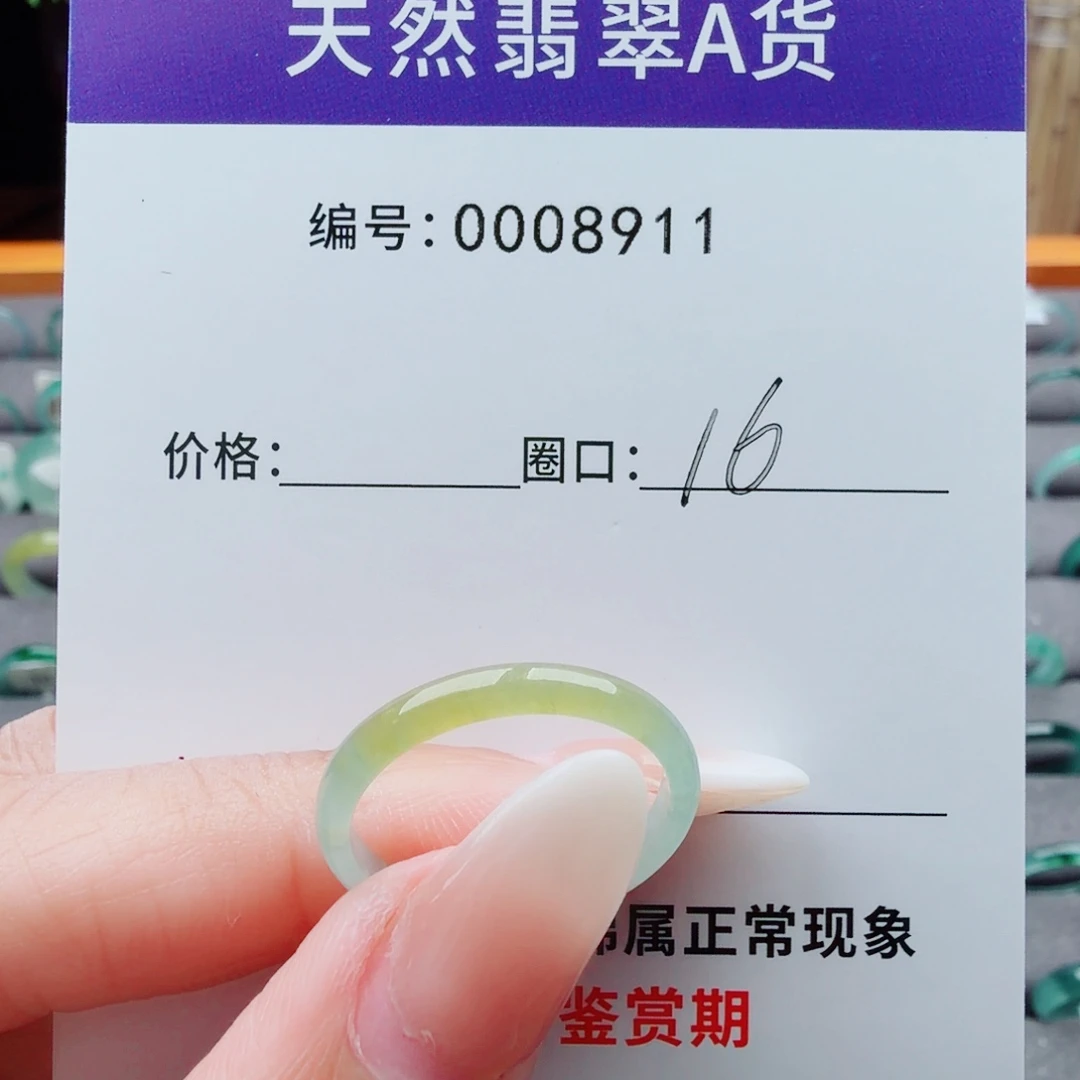 天然翡翠A货
编号：0008911
价格： 圈口：16
属正常现象
鉴赏期